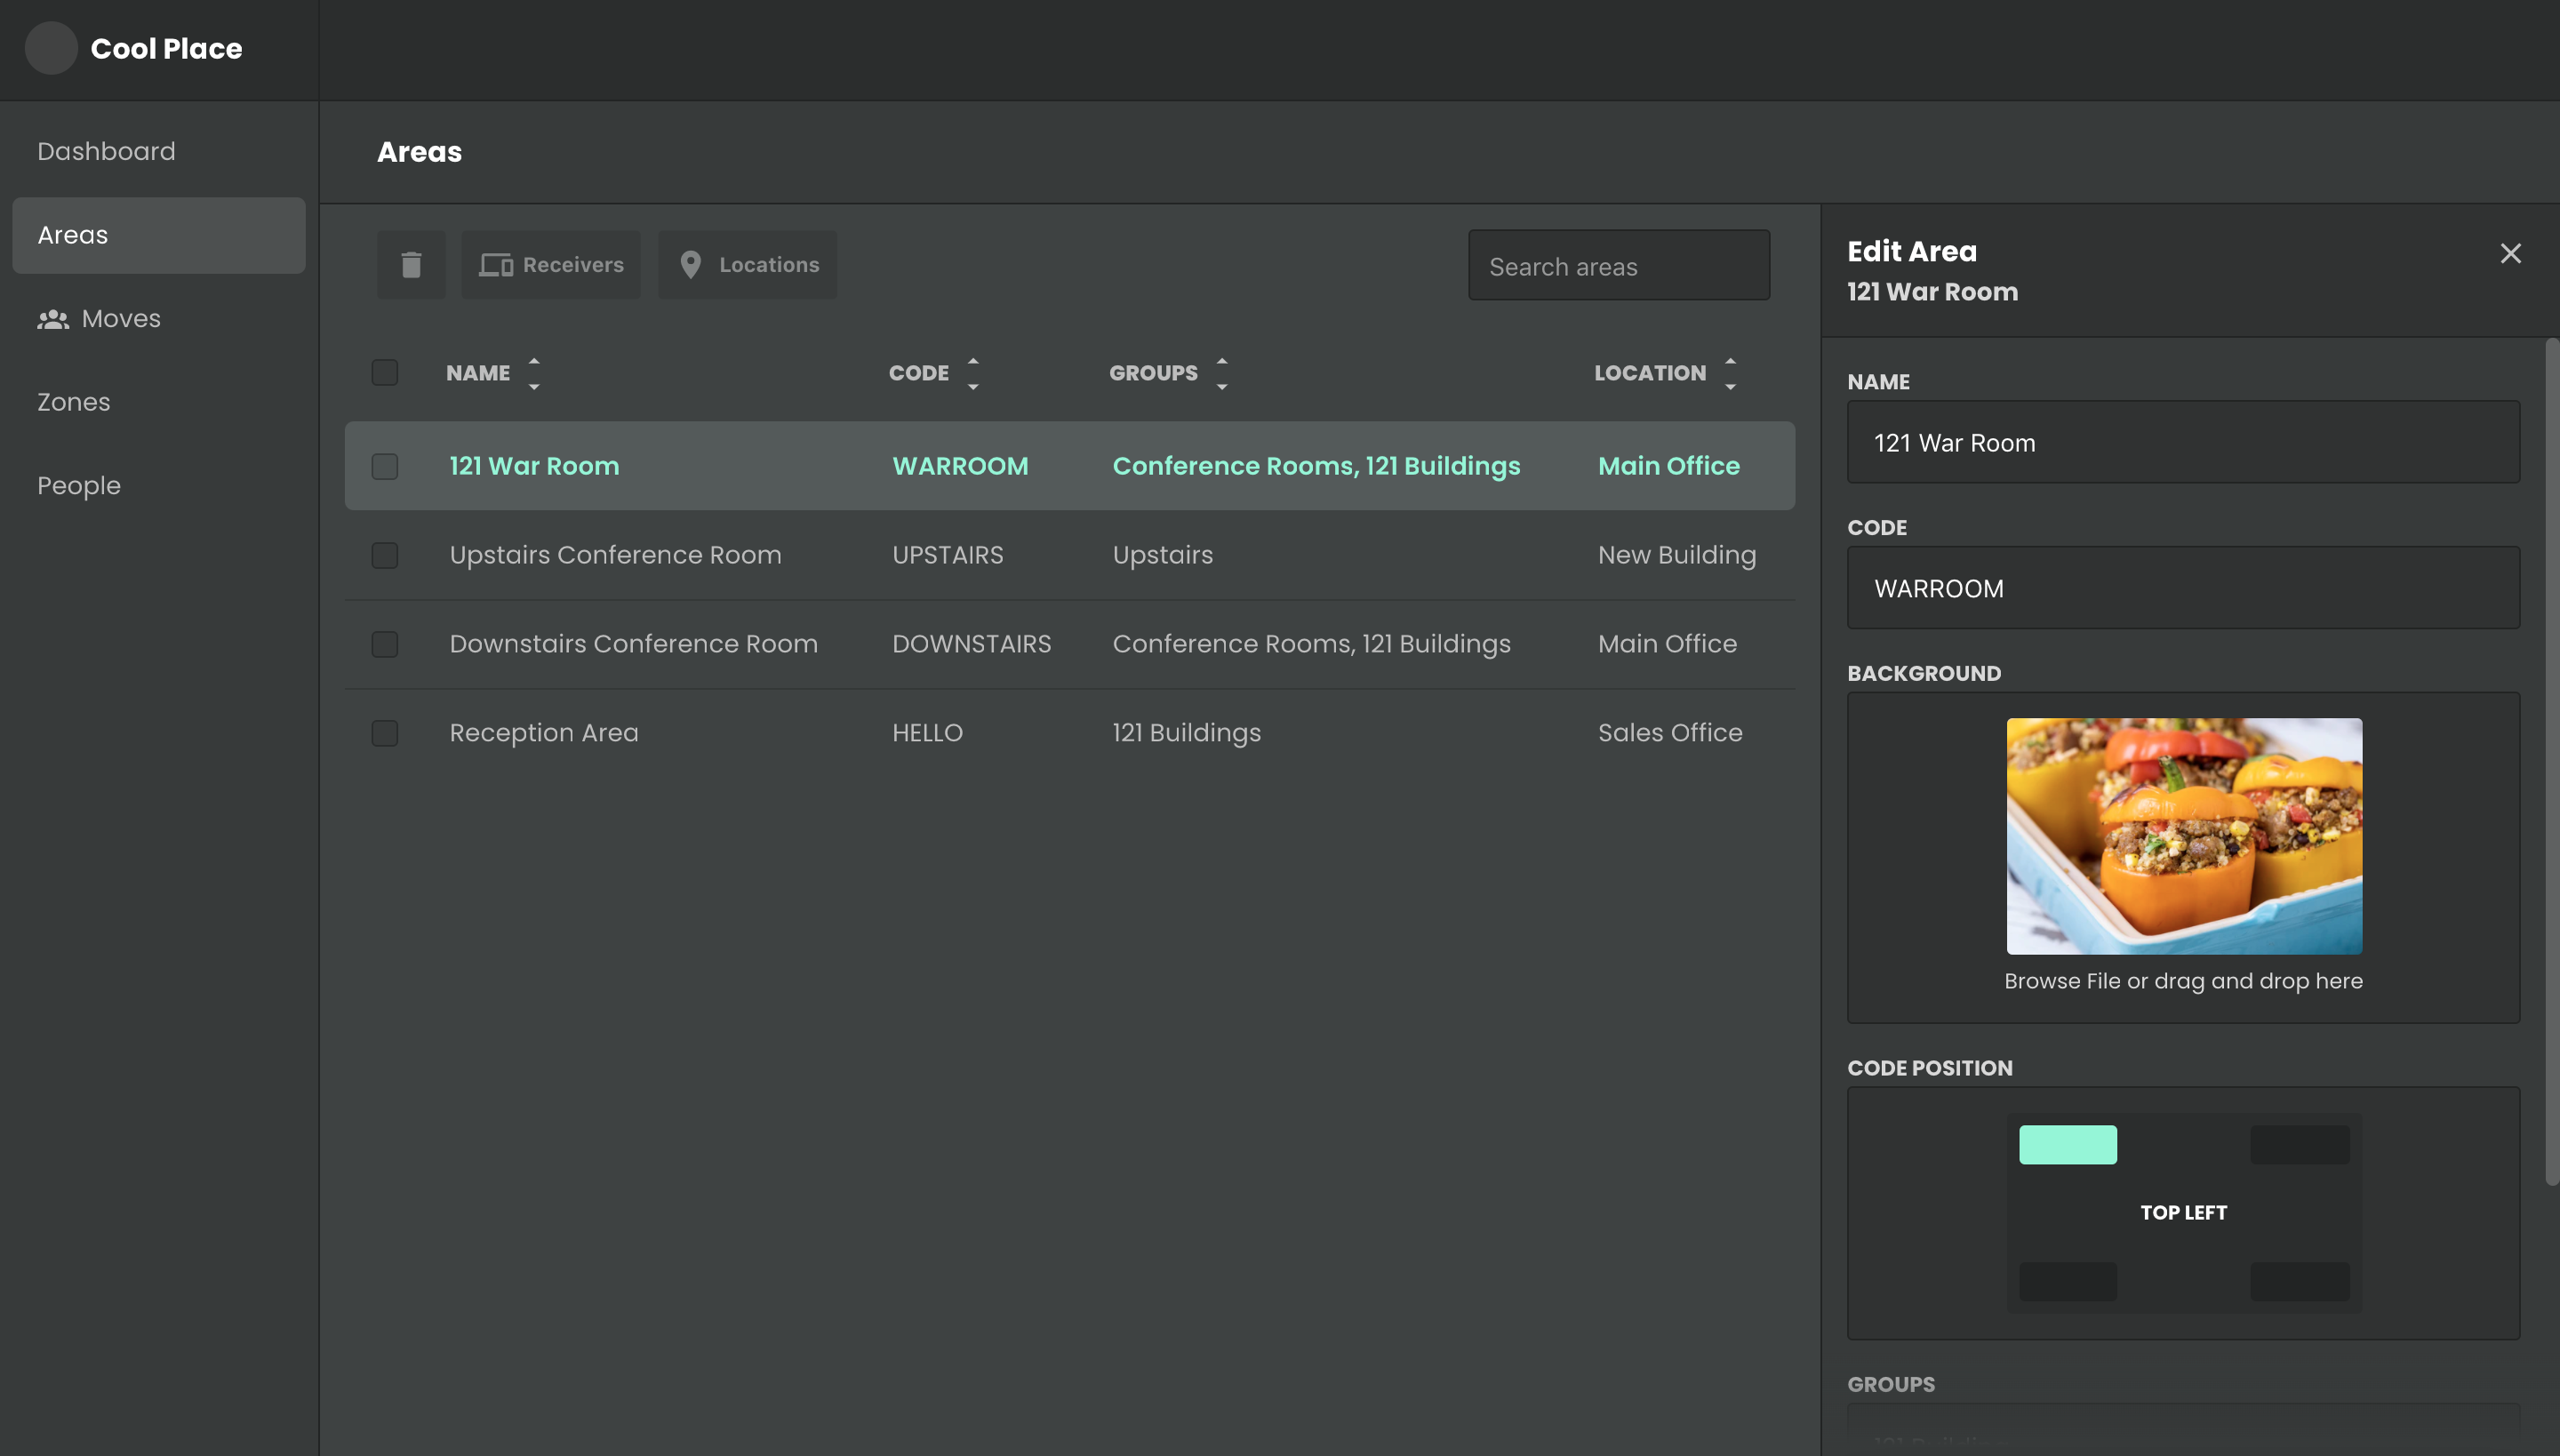 Cool Place
Dashboard
Areas
Moves
Zones
People
Areas
Receivers
Locations
Search areas
NAME CODE GROUPS LOCATION
121 War Room WARROOM Conference Rooms, 121 Buildings Main Office
Upstairs Conference Room UPSTAIRS Upstairs New Building
Downstairs Conference Room DOWNSTAIRS Conference Rooms, 121 Buildings Main Office
Reception Area HELLO 121 Buildings Sales Office
Edit Area
121 War Room
NAME
121 War Room
CODE
WARROOM
BACKGROUND
Browse File or drag and drop here
CODE POSITION
TOP LEFT
GROUPS